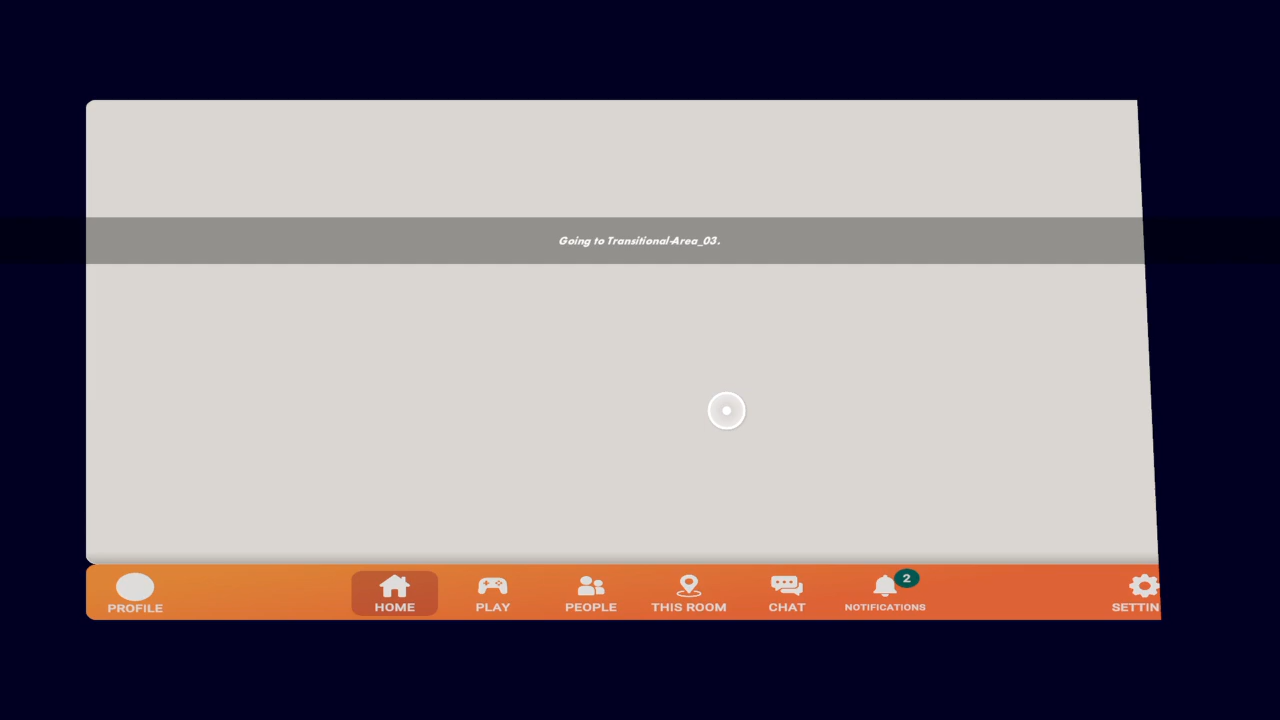 Going to Transitional-Area_03.
PROFILE
HOME
PLAY
PEOPLE
THIS ROOM
CHAT
NOTIFICATIONS
2
SETTIN